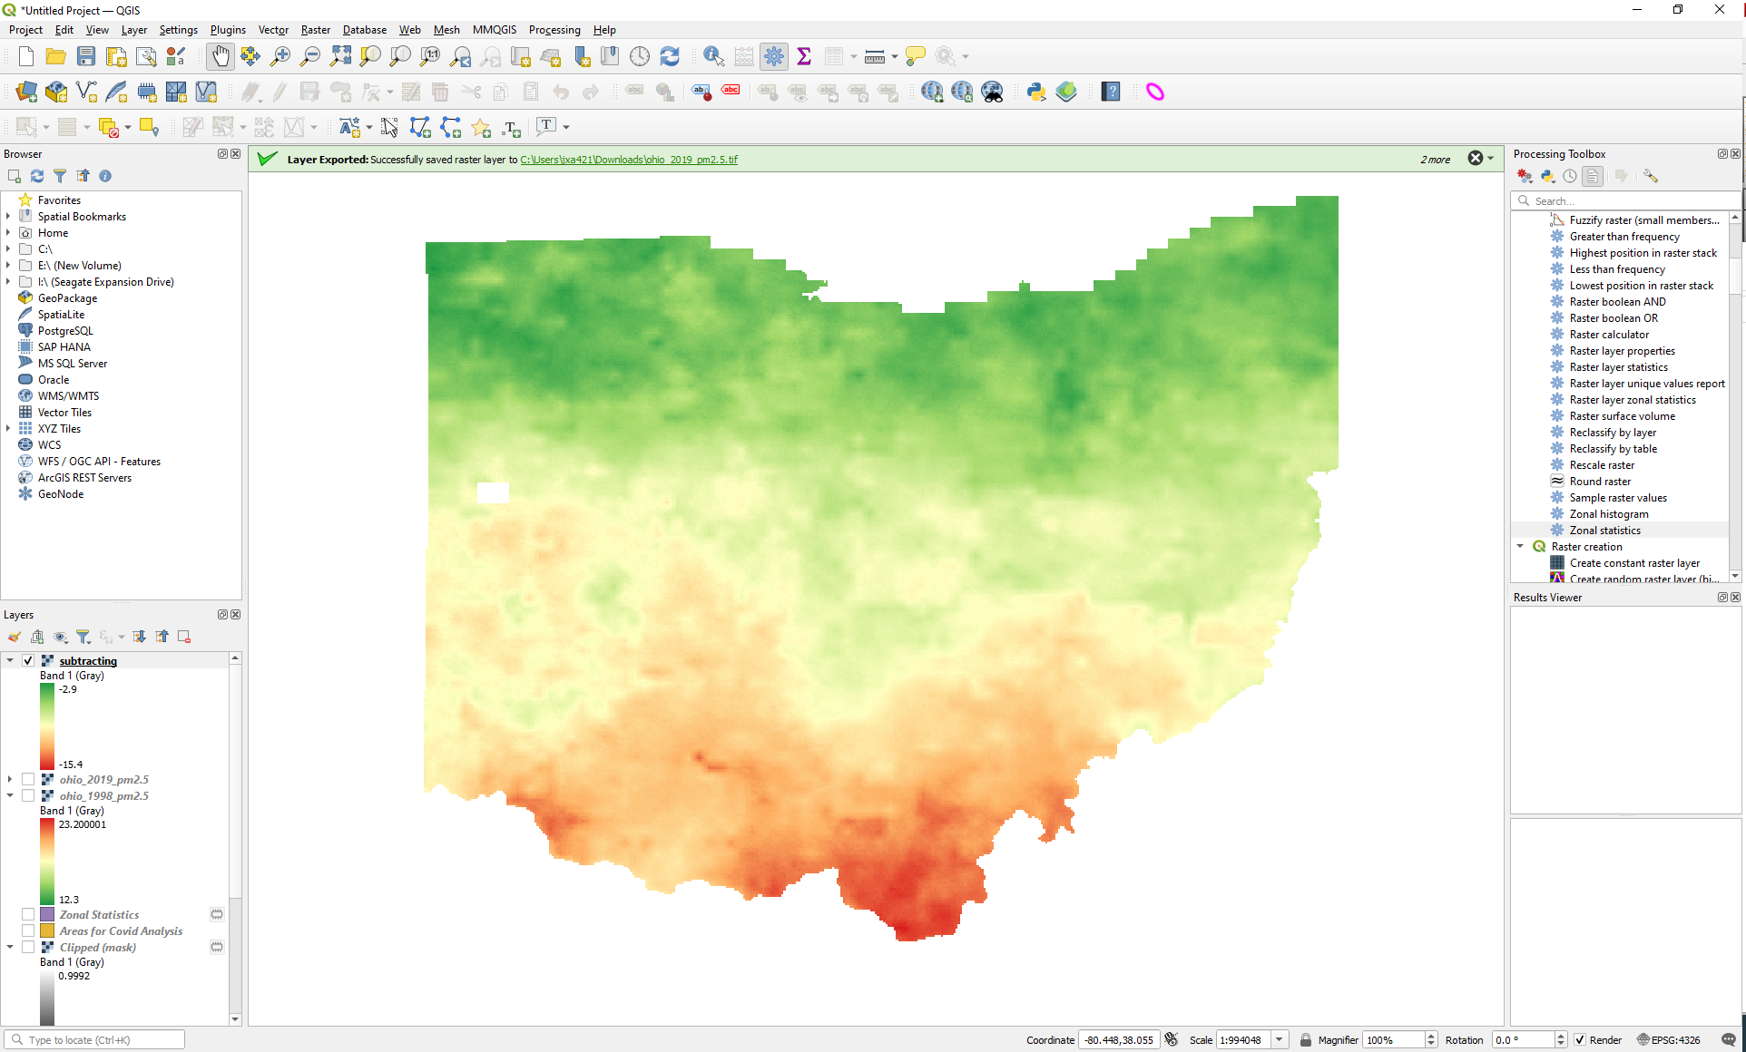 *Untitled Project — QGIS
Project Edit View Layer Settings Plugins Vector Raster Database Web Mesh MMQGIS Processing Help
Browser
Favorites
Spatial Bookmarks
Home
C:\
E:\ (New Volume)
I:\ (Seagate Expansion Drive)
GeoPackage
SpatiaLite
PostgreSQL
SAP HANA
MS SQL Server
Oracle
WMS/WMTS
Vector Tiles
XYZ Tiles
WCS
WFS / OGC API - Features
ArcGIS REST Servers
GeoNode
Layers
subtracting
Band 1 (Gray)
-2.9
-15.4
ohio_2019_pm2.5
ohio_1998_pm2.5
Band 1 (Gray)
23.200001
12.3
Zonal Statistics
Areas for Covid Analysis
Clipped (mask)
Band 1 (Gray)
0.9992
Layer Exported: Successfully saved raster layer to C:\Users\jxa421\Downloads\ohio_2019_pm2.5.tif
2 more
Processing Toolbox
Search...
Fuzzify raster (small members...
Greater than frequency
Highest position in raster stack
Less than frequency
Lowest position in raster stack
Raster boolean AND
Raster boolean OR
Raster calculator
Raster layer properties
Raster layer statistics
Raster layer unique values report
Raster layer zonal statistics
Raster surface volume
Reclassify by layer
Reclassify by table
Rescale raster
Round raster
Sample raster values
Zonal histogram
Zonal statistics
Raster creation
Create constant raster layer
Create random raster layer (bi...
Results Viewer
Type to locate (Ctrl+K)
Coordinate -80.448,38.055 Scale 1:994048 Magnifier 100% Rotation 0.0 ° Render EPSG:4326